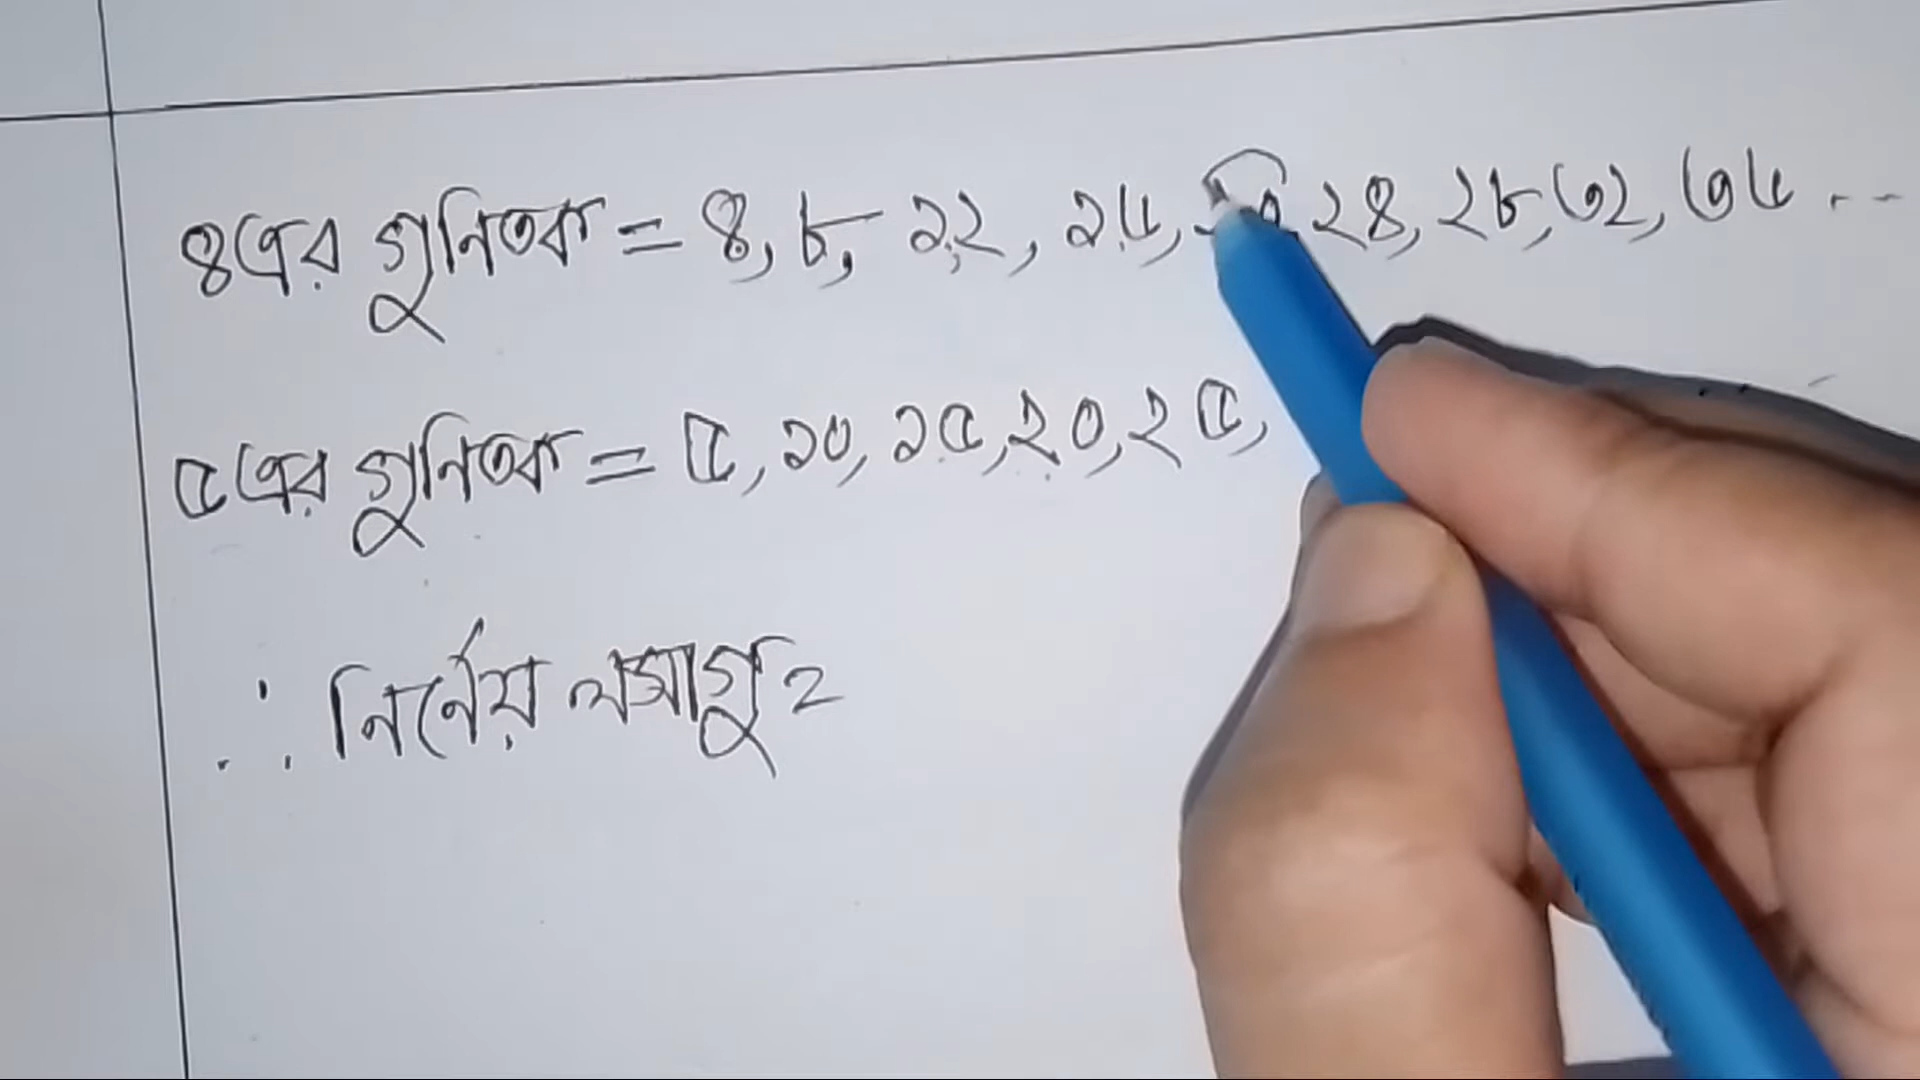 ৪এর গুনিতক = ৪, ৮, ১২, ১৬, ২৪, ২৮, ৩২, ৩৬ ...
৫এর গুনিতক = ৫, ১০, ১৫, ২০, ২৫,
∴ নির্নেয় লসাগু